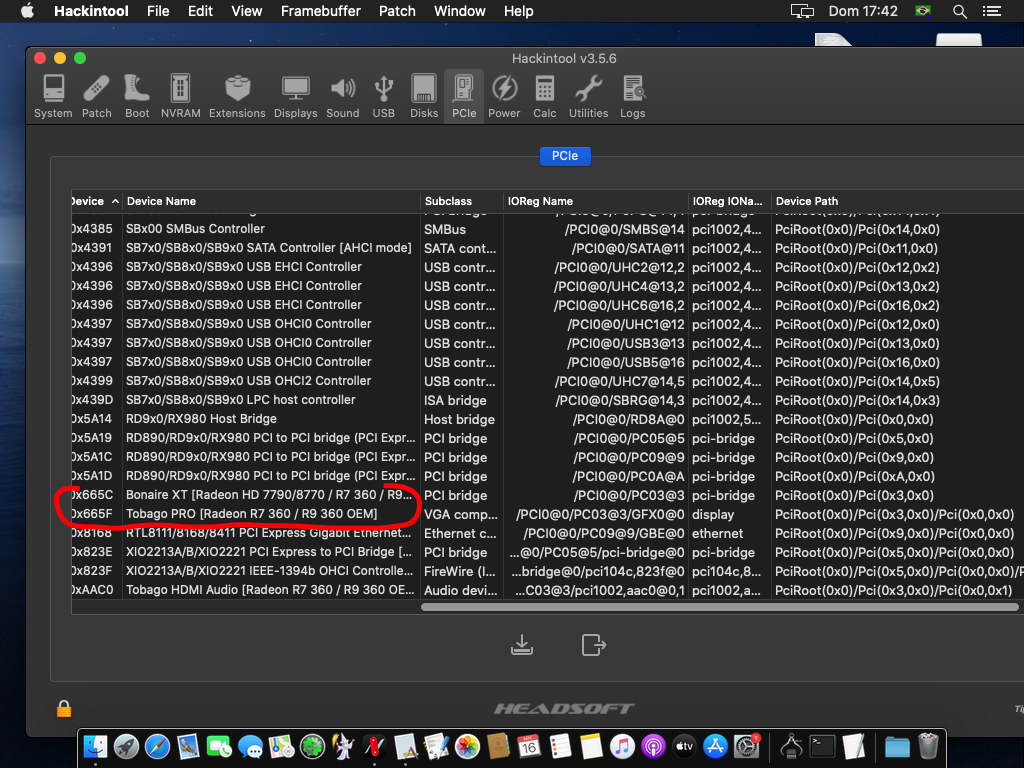 Hackintool File Edit View Framebuffer Patch Window Help Dom 17:42
Hackintool v3.5.6
System Patch Boot NVRAM Extensions Displays Sound USB Disks PCIe Power Calc Utilities Logs
PCIe
Device Device Name Subclass IOReg Name IOReg IONa... Device Path
0x4385 SBx00 SMBus Controller SMBus /PCI0@0/SMBS@14 pci1002,4... PciRoot(0x0)/Pci(0x14,0x0)
0x4391 SB7x0/SB8x0/SB9x0 SATA Controller [AHCI mode] SATA cont... /PCI0@0/SATA@11 pci1002,4... PciRoot(0x0)/Pci(0x11,0x0)
0x4396 SB7x0/SB8x0/SB9x0 USB EHCI Controller USB contr... /PCI0@0/UHC2@12,2 pci1002,4... PciRoot(0x0)/Pci(0x12,0x2)
0x4396 SB7x0/SB8x0/SB9x0 USB EHCI Controller USB contr... /PCI0@0/UHC4@13,2 pci1002,4... PciRoot(0x0)/Pci(0x13,0x2)
0x4396 SB7x0/SB8x0/SB9x0 USB EHCI Controller USB contr... /PCI0@0/UHC6@16,2 pci1002,4... PciRoot(0x0)/Pci(0x16,0x2)
0x4397 SB7x0/SB8x0/SB9x0 USB OHCI0 Controller USB contr... /PCI0@0/UHC1@12 pci1002,4... PciRoot(0x0)/Pci(0x12,0x0)
0x4397 SB7x0/SB8x0/SB9x0 USB OHCI0 Controller USB contr... /PCI0@0/USB3@13 pci1002,4... PciRoot(0x0)/Pci(0x13,0x0)
0x4397 SB7x0/SB8x0/SB9x0 USB OHCI0 Controller USB contr... /PCI0@0/USB5@16 pci1002,4... PciRoot(0x0)/Pci(0x16,0x0)
0x4399 SB7x0/SB8x0/SB9x0 USB OHCI2 Controller USB contr... /PCI0@0/UHC7@14,5 pci1002,4... PciRoot(0x0)/Pci(0x14,0x5)
0x439D SB7x0/SB8x0/SB9x0 LPC host controller ISA bridge /PCI0@0/SBRG@14,3 pci1002,4... PciRoot(0x0)/Pci(0x14,0x3)
0x5A14 RD9x0/RX980 Host Bridge Host bridge /PCI0@0/RD8A@0 pci1002,5... PciRoot(0x0)/Pci(0x0,0x0)
0x5A19 RD890/RD9x0/RX980 PCI to PCI bridge (PCI Expr... PCI bridge /PCI0@0/PC05@5 pci-bridge PciRoot(0x0)/Pci(0x5,0x0)
0x5A1C RD890/RD9x0/RX980 PCI to PCI bridge (PCI Expr... PCI bridge /PCI0@0/PC09@9 pci-bridge PciRoot(0x0)/Pci(0x9,0x0)
0x5A1D RD890/RD9x0/RX980 PCI to PCI bridge (PCI Expr... PCI bridge /PCI0@0/PC0A@A pci-bridge PciRoot(0x0)/Pci(0xA,0x0)
0x665C Bonaire XT [Radeon HD 7790/8770 / R7 360 / R9... PCI bridge /PCI0@0/PC03@3 pci-bridge PciRoot(0x0)/Pci(0x3,0x0)
0x665F Tobago PRO [Radeon R7 360 / R9 360 OEM] VGA comp... /PCI0@0/PC03@3/GFX0@0 display PciRoot(0x0)/Pci(0x3,0x0)/Pci(0x0,0x0)
0x8168 RTL8111/8168/8411 PCI Express Gigabit Ethernet... Ethernet c... /PCI0@0/PC09@9/GBE@0 ethernet PciRoot(0x0)/Pci(0x9,0x0)/Pci(0x0,0x0)
0x823E XIO2213A/B/XIO2221 PCI Express to PCI Bridge [... PCI bridge ...@0/PC05@5/pci-bridge@0 pci-bridge PciRoot(0x0)/Pci(0x5,0x0)/Pci(0x0,0x0)
0x823F XIO2213A/B/XIO2221 IEEE-1394b OHCI Controlle... FireWire (I... ...bridge@0/pci104c,823f@0 pci104c,8... PciRoot(0x0)/Pci(0x5,0x0)/Pci(0x0,0x0)/P
0xAAC0 Tobago HDMI Audio [Radeon R7 360 / R9 360 OE... Audio devi... ...C03@3/pci1002,aac0@0,1 pci1002,a... PciRoot(0x0)/Pci(0x3,0x0)/Pci(0x0,0x1)
HEADSOFT
16
tv
1